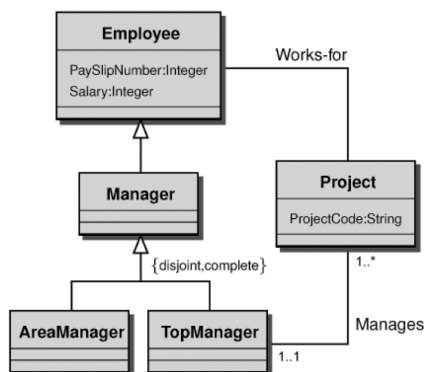 Employee
PaySlipNumber:Integer
Salary:Integer
Works-for
Manager
Project
ProjectCode:String
{disjoint,complete}
1..*
AreaManager
TopManager
Manages
1..1